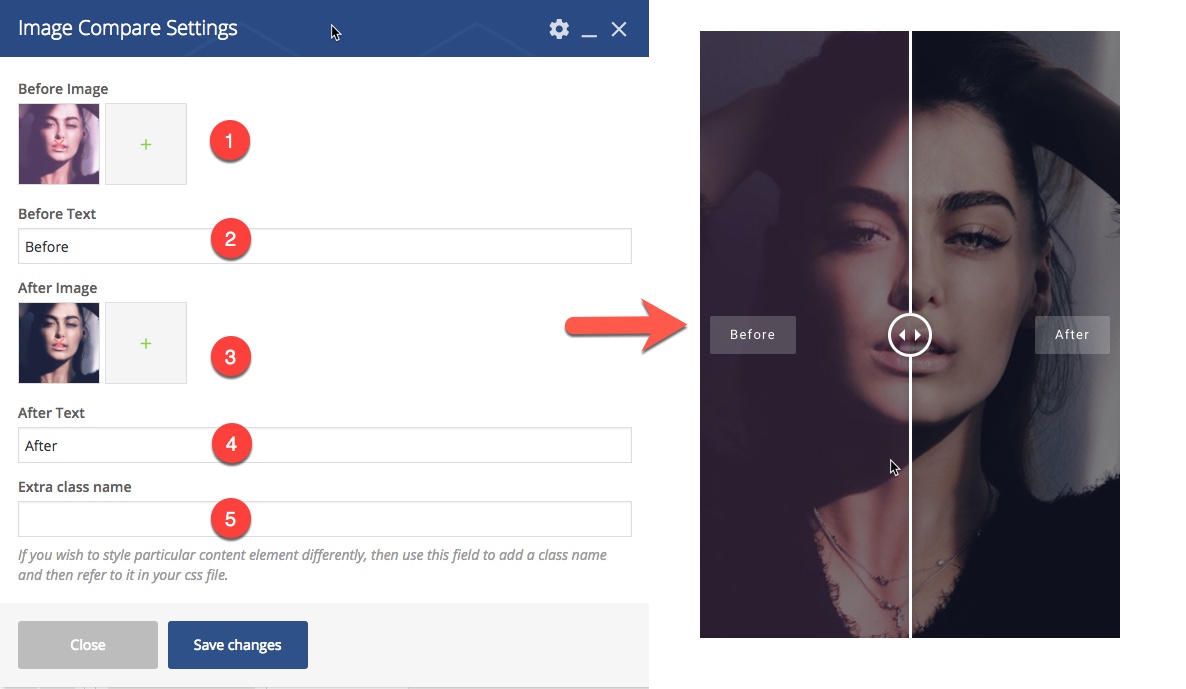 Image Compare Settings
Before Image
+
1
Before Text
Before
2
After Image
+
3
After Text
After
4
Extra class name
5
If you wish to style particular content element differently, then use this field to add a class name
and then refer to it in your css file.
Close
Save changes
Before
After